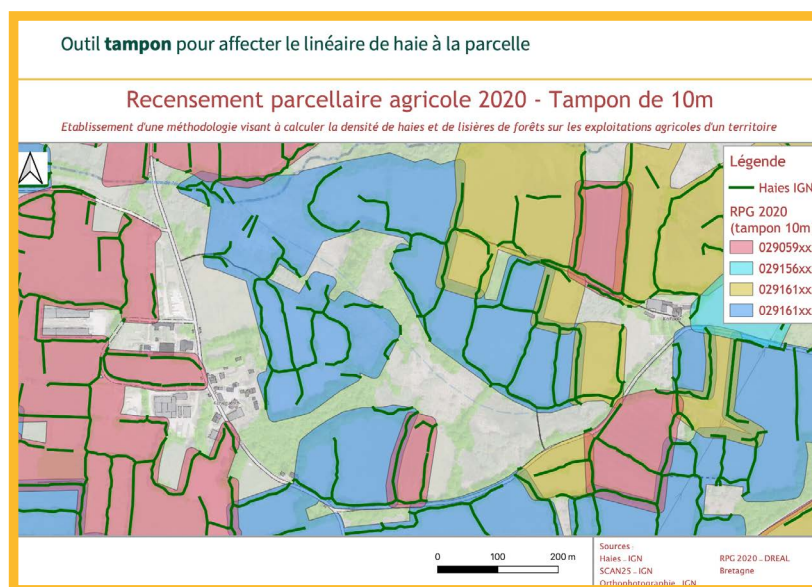 Outil tampon pour affecter le linéaire de haie à la parcelle
Recensement parcellaire agricole 2020 - Tampon de 10m
Etablissement d'une méthodologie visant à calculer la densité de haies et de lisières de forêts sur les exploitations agricoles d'un territoire
Légende
Haies IGN
RPG 2020
(tampon 10m
029059xx
029156xx
029161xx
029161xx
0 100 200 m
Sources :
Haies - IGN
SCAN25 - IGN
Orthophotographie IGN
RPG 2020 - DREAL
Bretagne